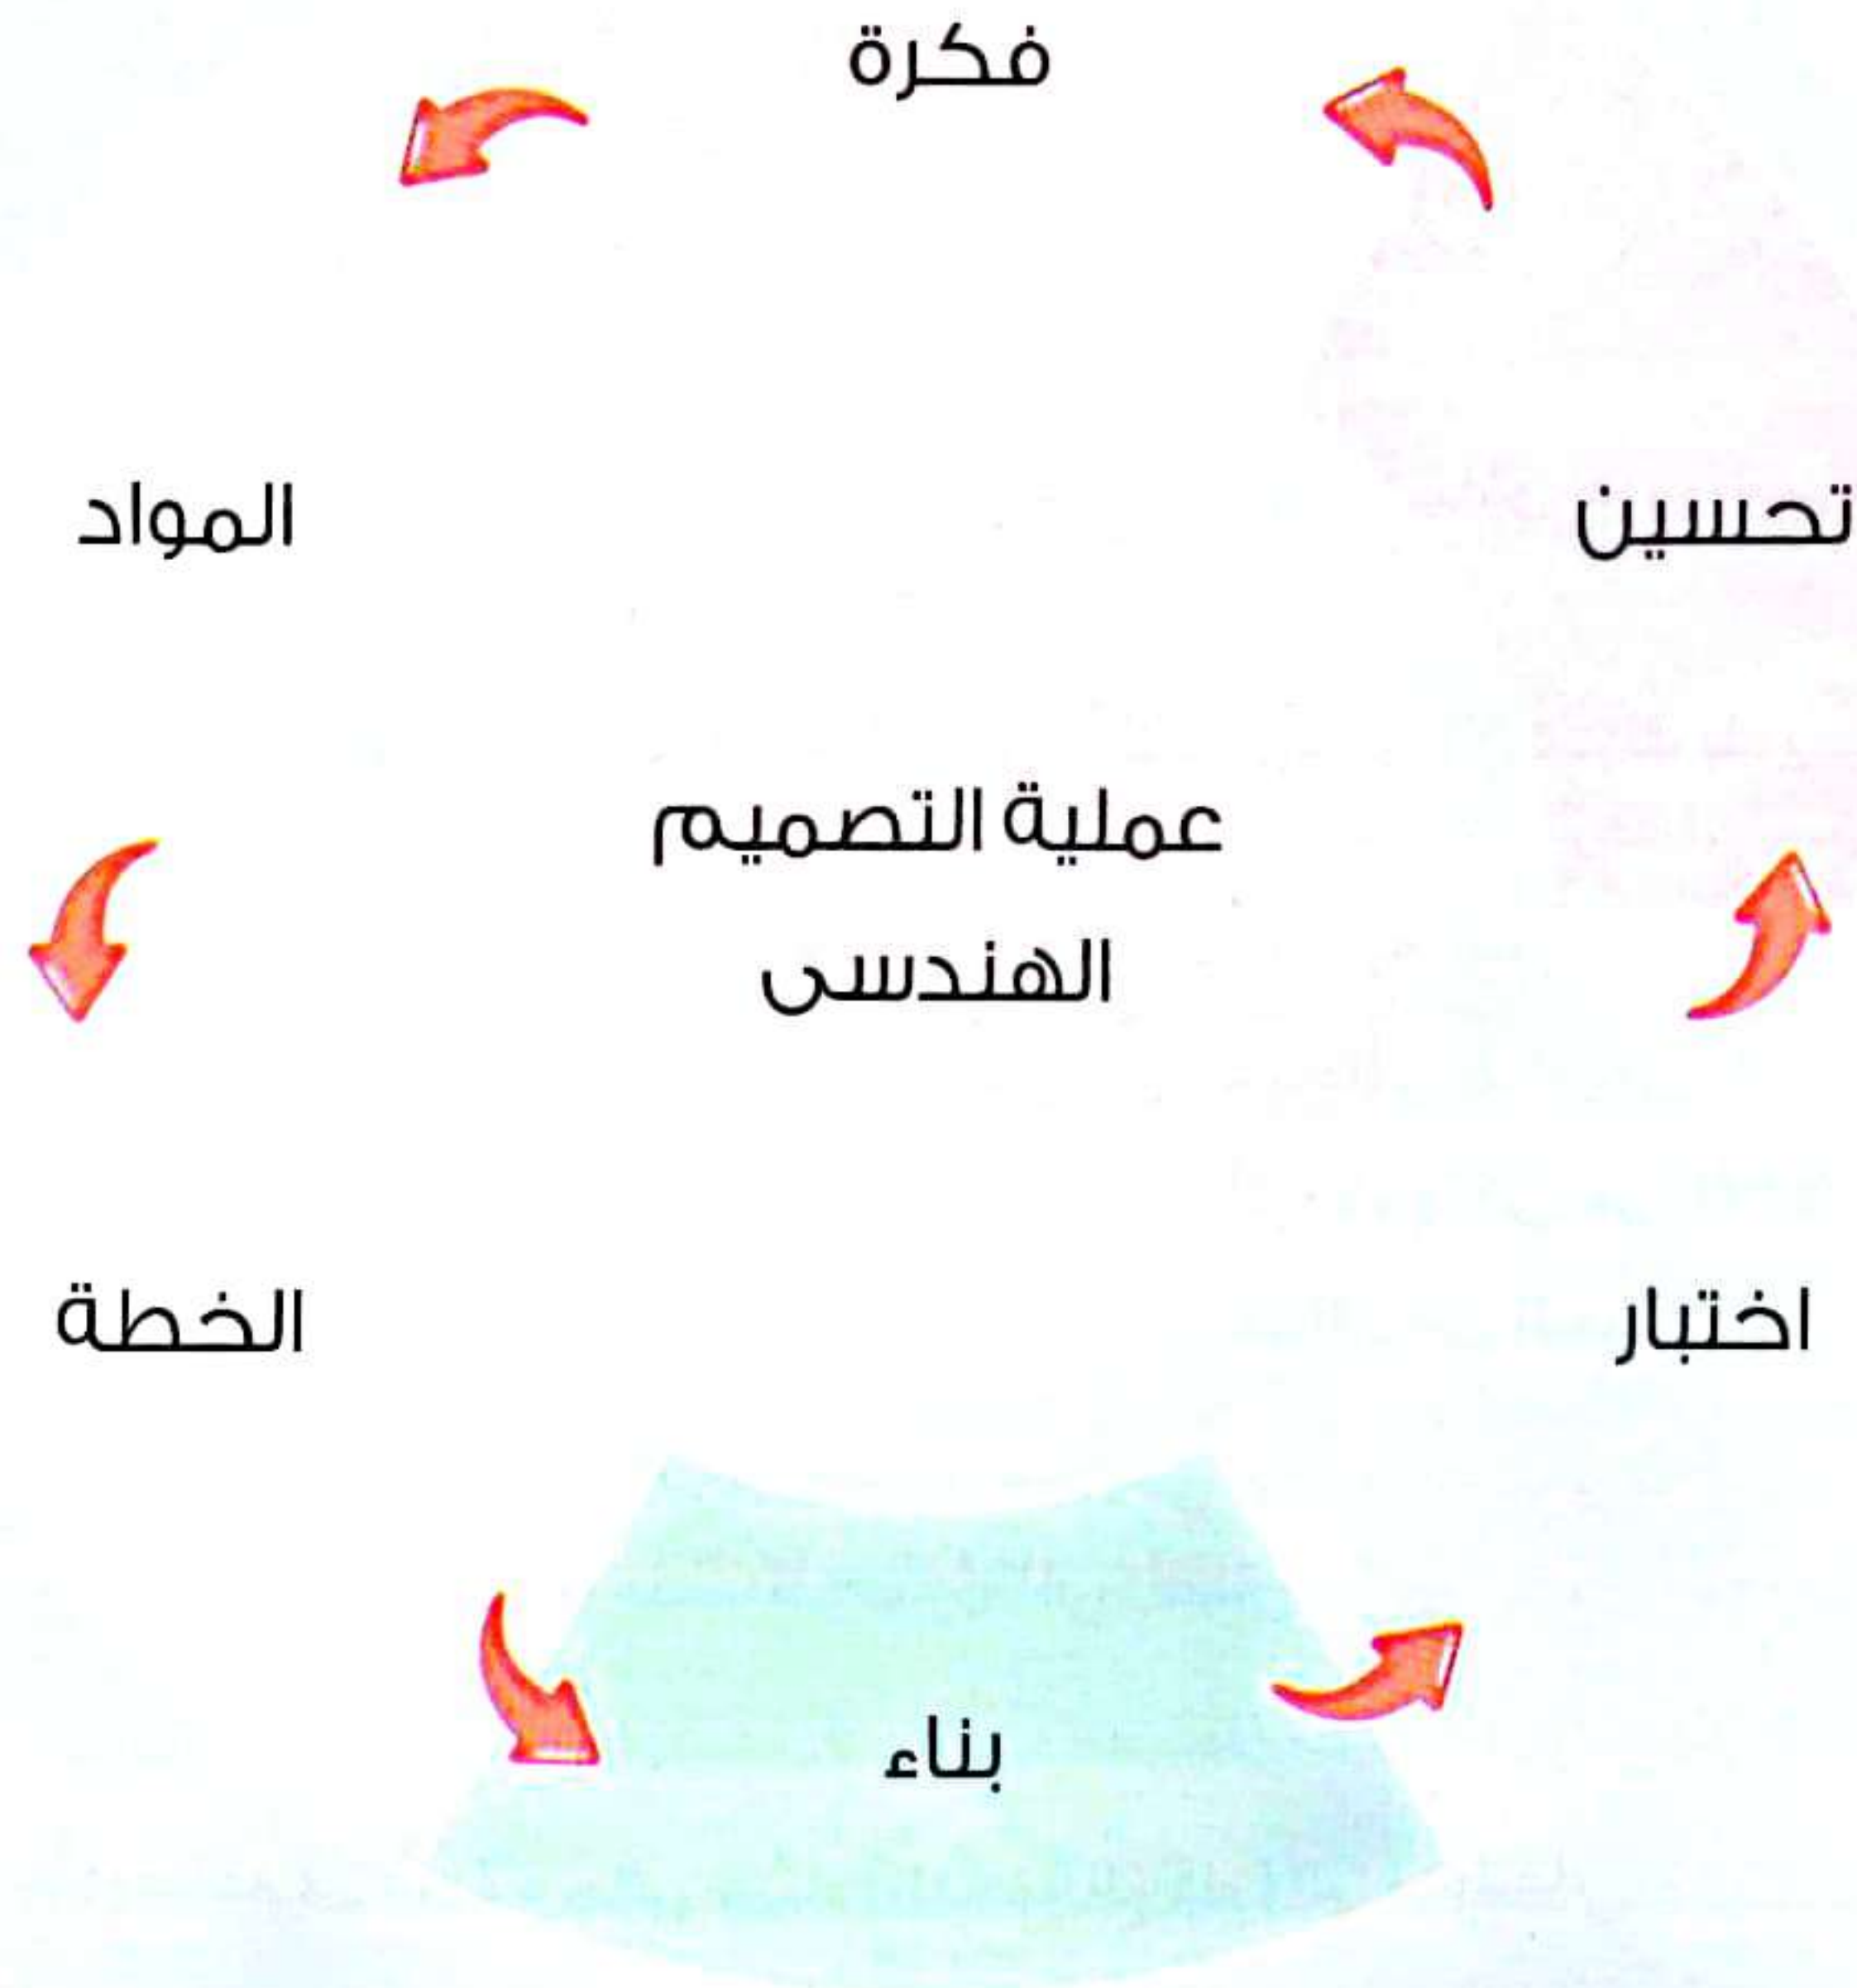 فكرة
تحسين
المواد
عملية التصميم
الهندسى
اختبار
الخطة
بناء